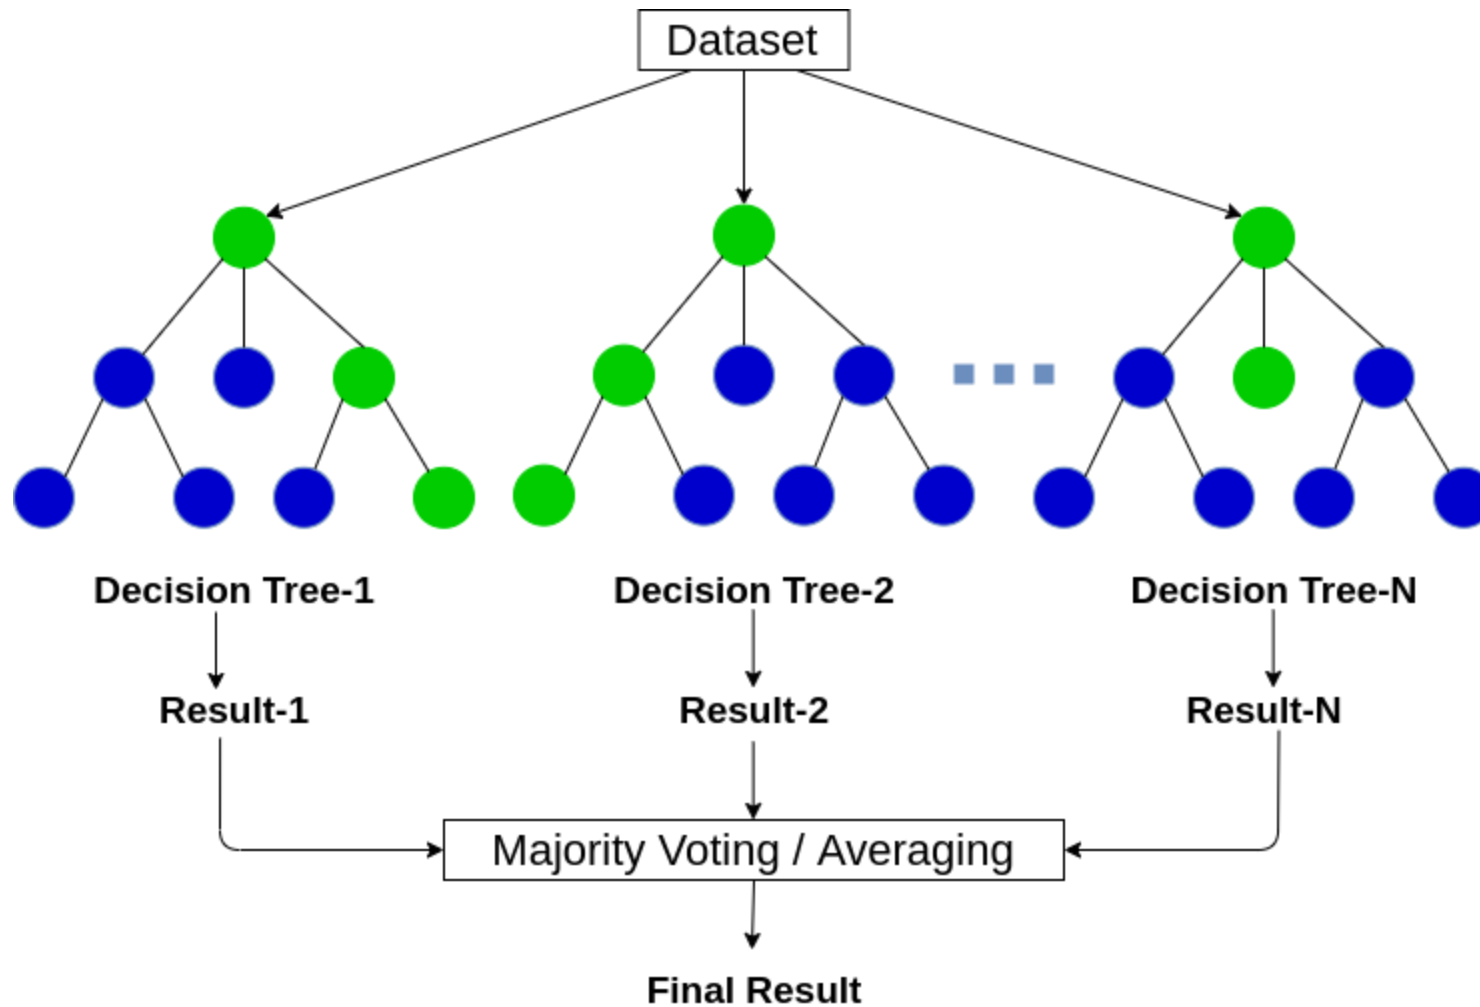 Dataset
Decision Tree-1
Decision Tree-2
Decision Tree-N
Result-1
Result-2
Result-N
Majority Voting / Averaging
Final Result